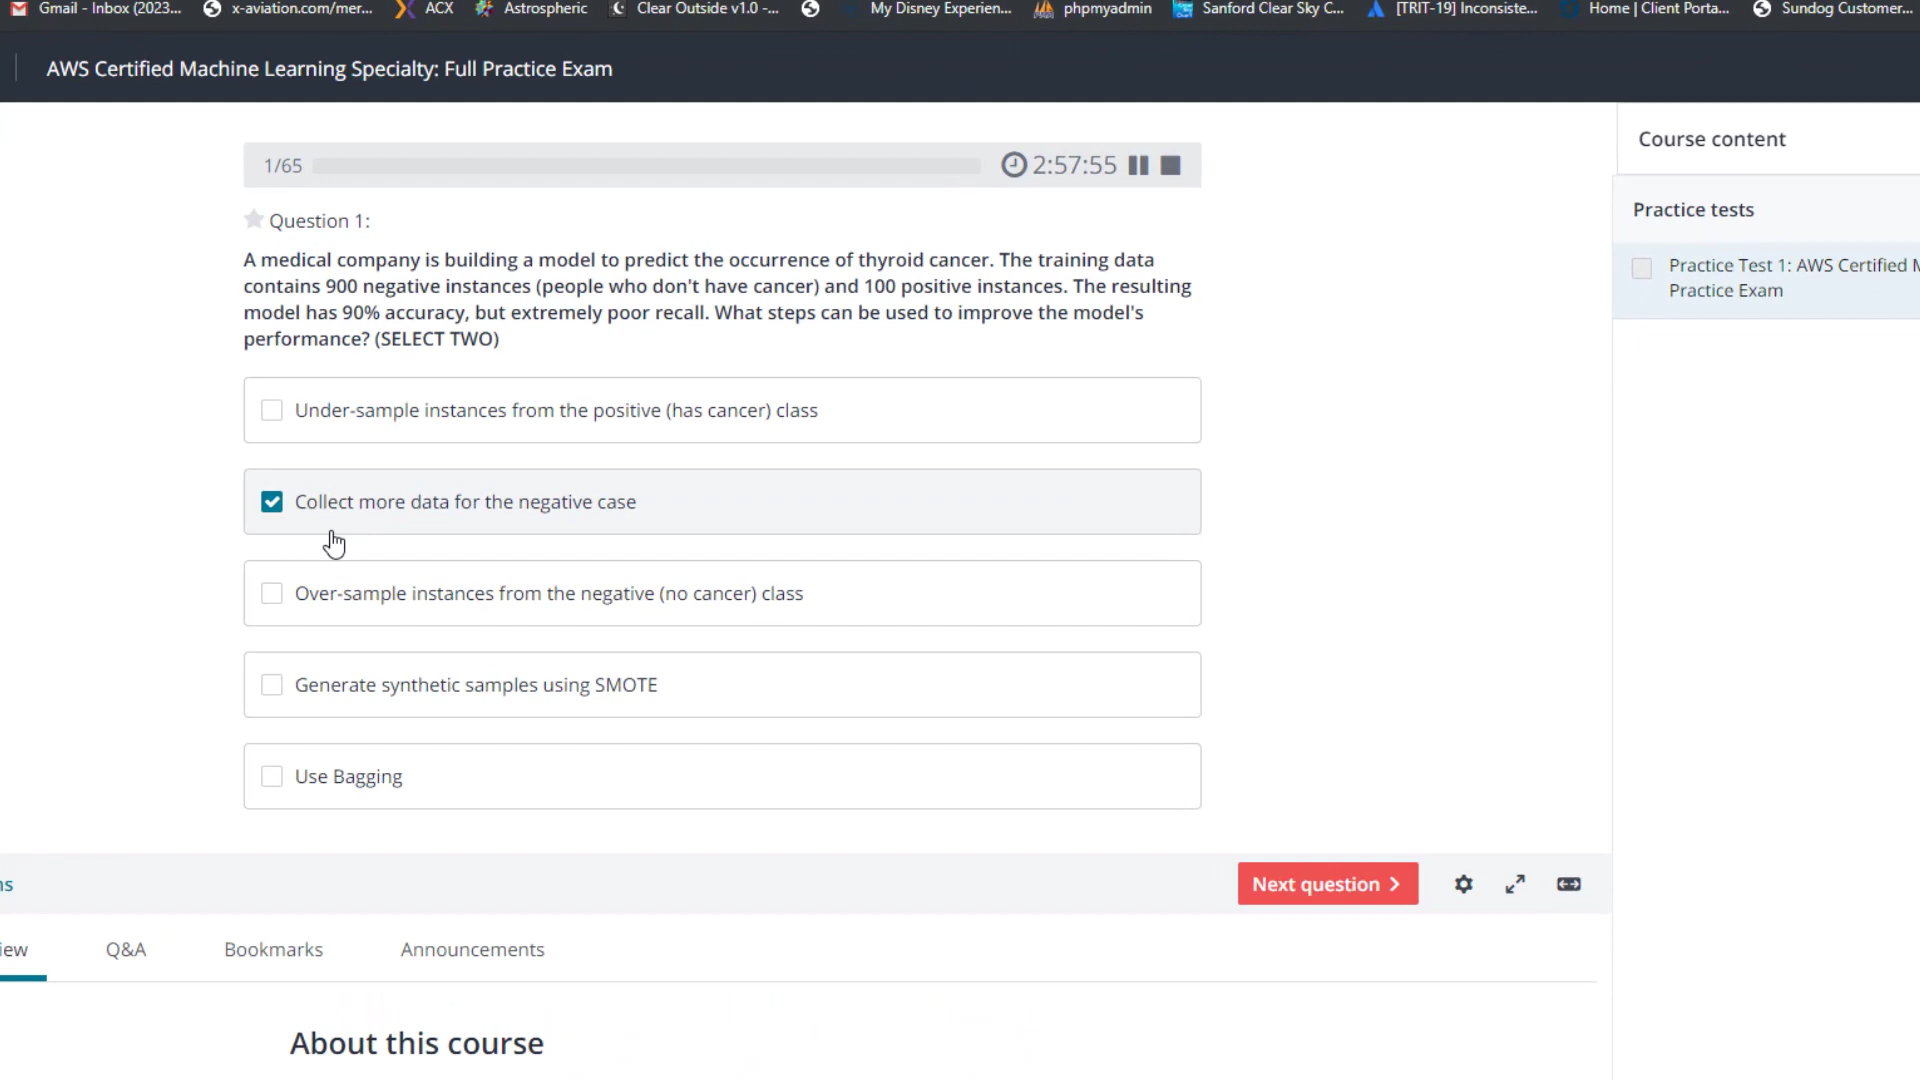 Gmail - Inbox (2023... x-aviation.com/mer... ACX Astrospheric Clear Outside v1.0 -... My Disney Experien... phpmyadmin Sanford Clear Sky C... [TRIT-19] Inconsiste... Home | Client Porta... Sundog Customer...
AWS Certified Machine Learning Specialty: Full Practice Exam
1/65 2:57:55
Question 1:
A medical company is building a model to predict the occurrence of thyroid cancer. The training data
contains 900 negative instances (people who don't have cancer) and 100 positive instances. The resulting
model has 90% accuracy, but extremely poor recall. What steps can be used to improve the model's
performance? (SELECT TWO)
Under-sample instances from the positive (has cancer) class
Collect more data for the negative case
Over-sample instances from the negative (no cancer) class
Generate synthetic samples using SMOTE
Use Bagging
ns
Next question
iew Q&A Bookmarks Announcements
About this course
Course content
Practice tests
Practice Test 1: AWS Certified M
Practice Exam